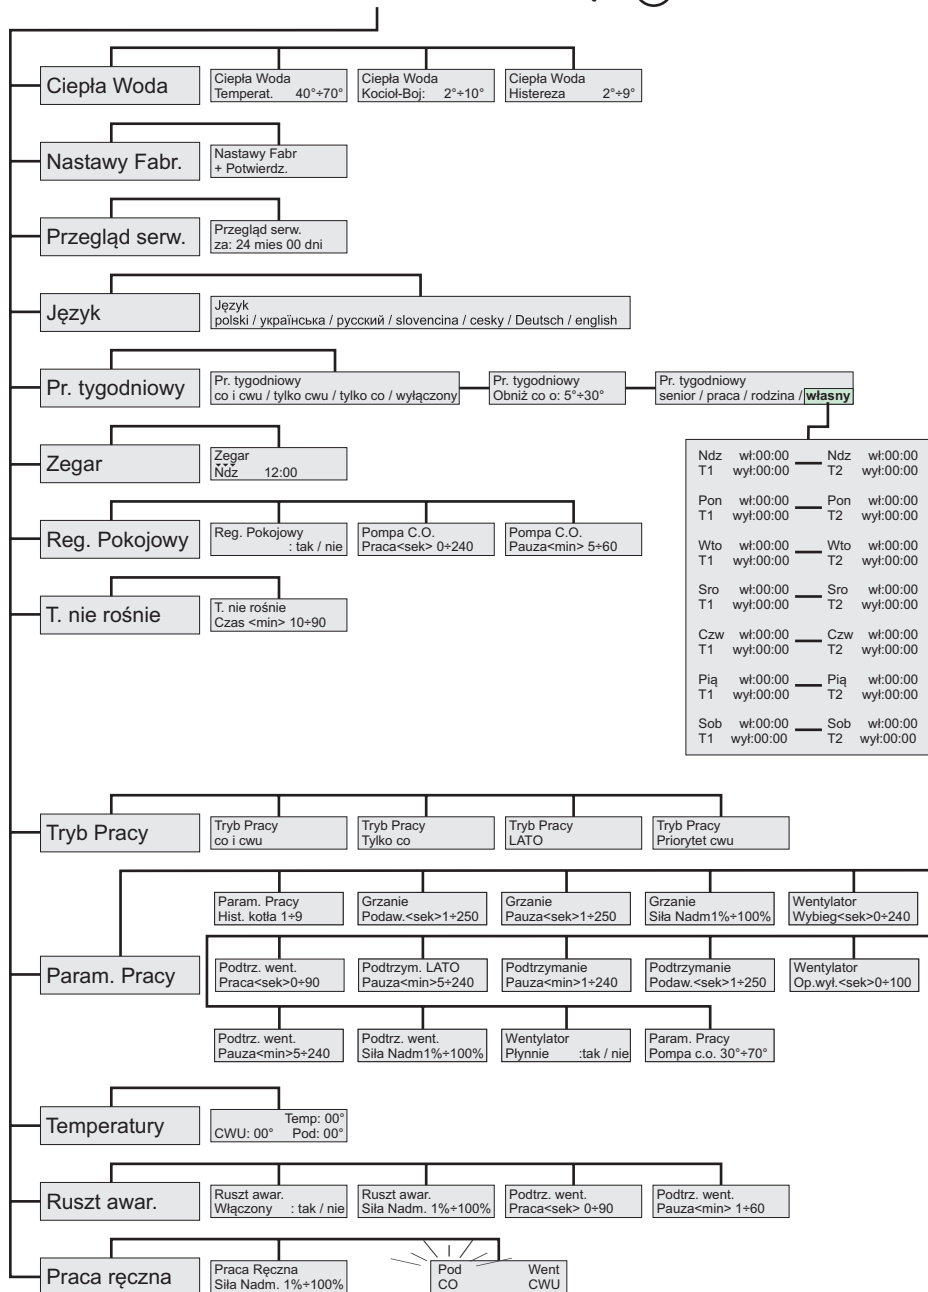 Ciepła Woda
Ciepła Woda
Temperat. 40°÷70°
Ciepła Woda
Kocioł-Boj: 2°÷10°
Ciepła Woda
Histereza 2°÷9°
Nastawy Fabr.
Nastawy Fabr
+ Potwierdz.
Przegląd serw.
Przegląd serw.
za: 24 mies 00 dni
Język
Język
polski / українська / русский / slovencina / cesky / Deutsch / english
Pr. tygodniowy
Pr. tygodniowy
co i cwu / tylko cwu / tylko co / wyłączony
Pr. tygodniowy
Obniż co o: 5°÷30°
Pr. tygodniowy
senior / praca / rodzina / własny
Ndz wł:00:00 Ndz wł:00:00
T1 wył:00:00 T2 wył:00:00
Pon wł:00:00 Pon wł:00:00
T1 wył:00:00 T2 wył:00:00
Wto wł:00:00 Wto wł:00:00
T1 wył:00:00 T2 wył:00:00
Sro wł:00:00 Sro wł:00:00
T1 wył:00:00 T2 wył:00:00
Czw wł:00:00 Czw wł:00:00
T1 wył:00:00 T2 wył:00:00
Pią wł:00:00 Pią wł:00:00
T1 wył:00:00 T2 wył:00:00
Sob wł:00:00 Sob wł:00:00
T1 wył:00:00 T2 wył:00:00
Zegar
Zegar
Ndz 12:00
Reg. Pokojowy
Reg. Pokojowy
: tak / nie
Pompa C.O.
Praca<sek> 0÷240
Pompa C.O.
Pauza<min> 5÷60
T. nie rośnie
T. nie rośnie
Czas <min> 10÷90
Tryb Pracy
Tryb Pracy
co i cwu
Tryb Pracy
Tylko co
Tryb Pracy
LATO
Tryb Pracy
Priorytet cwu
Param. Pracy
Param. Pracy
Hist. kotła 1÷9
Grzanie
Podaw.<sek>1÷250
Grzanie
Pauza<sek>1÷250
Grzanie
Siła Nadm1%÷100%
Wentylator
Wybieg<sek>0÷240
Podtrz. went.
Praca<sek>0÷90
Podtrzym. LATO
Pauza<min>5÷240
Podtrzymanie
Pauza<min>1÷240
Podtrzymanie
Podaw.<sek>1÷250
Wentylator
Op.wył.<sek>0÷100
Podtrz. went.
Pauza<min>5÷240
Podtrz. went.
Siła Nadm1%÷100%
Wentylator
Płynnie :tak / nie
Param. Pracy
Pompa c.o. 30°÷70°
Temperatury
Temp: 00°
CWU: 00° Pod: 00°
Ruszt awar.
Ruszt awar.
Włączony : tak / nie
Ruszt awar.
Siła Nadm. 1%÷100%
Podtrz. went.
Praca<sek> 0÷90
Podtrz. went.
Pauza<min> 1÷60
Praca ręczna
Praca Ręczna
Siła Nadm. 1%÷100%
Pod Went
CO CWU